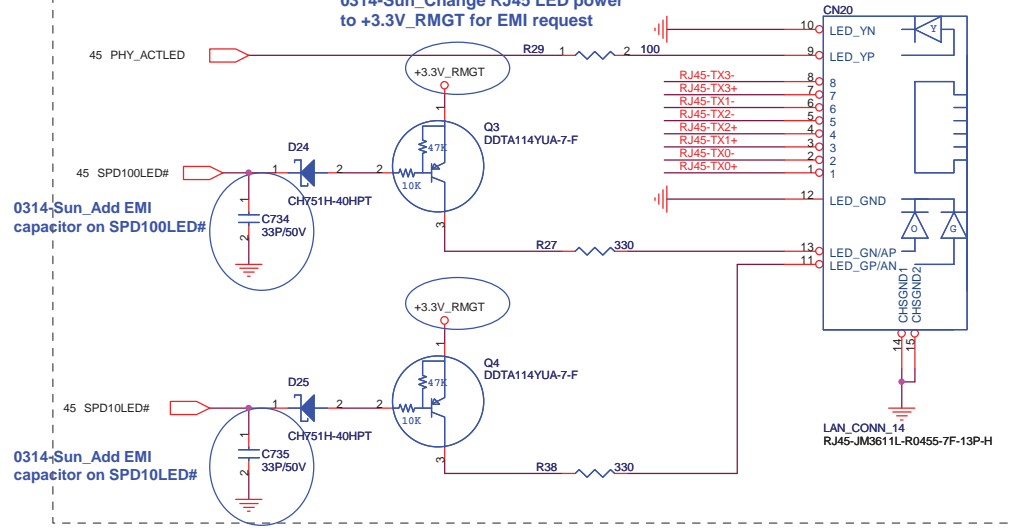 0314-Sun_Change RJ45 LED power
to +3.3V_RMGT for EMI request
CN20
45 PHY_ACTLED
R29 1 2 100
10 LED_YN
9 LED_YP
Y
+3.3V_RMGT
RJ45-TX3- 8 8
RJ45-TX3+ 7 7
RJ45-TX1- 6 6
RJ45-TX2- 5 5
RJ45-TX2+ 4 4
RJ45-TX1+ 3 3
RJ45-TX0- 2 2
RJ45-TX0+ 1 1
1
Q3
DDTA114YUA-7-F
47K
10K
D24
45 SPD100LED#
1 2 2
CH751H-40HPT
12 LED_GND
0314-Sun_Add EMI
capacitor on SPD100LED#
1
C734
33P/50V
2
3
O G
R27 330
13 LED_GN/AP
11 LED_GP/AN
CHSGND1
CHSGND2
14
15
+3.3V_RMGT
1
Q4
DDTA114YUA-7-F
47K
10K
D25
45 SPD10LED#
1 2 2
CH751H-40HPT
LAN_CONN_14
RJ45-JM3611L-R0455-7F-13P-H
0314-Sun_Add EMI
capacitor on SPD10LED#
1
C735
33P/50V
2
3
R38 330